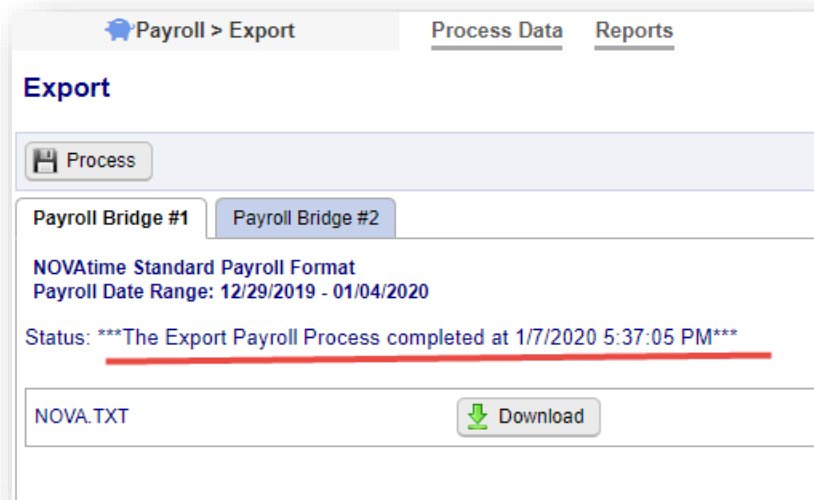 Payroll > Export Process Data Reports
Export
Process
Payroll Bridge #1 Payroll Bridge #2
NOVAtime Standard Payroll Format
Payroll Date Range: 12/29/2019 - 01/04/2020
Status: ***The Export Payroll Process completed at 1/7/2020 5:37:05 PM***
NOVA.TXT Download